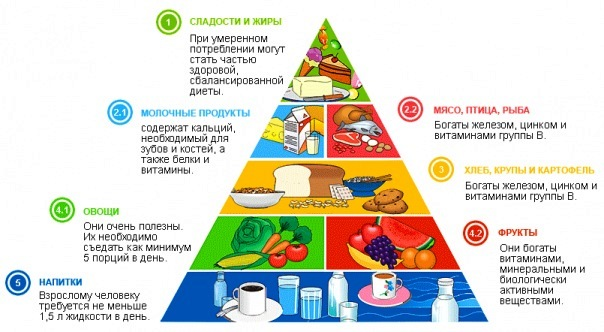 1 СЛАДОСТИ И ЖИРЫ
При умеренном
потреблении могут
стать частью
здоровой,
сбалансированной
диеты.
2.1 МОЛОЧНЫЕ ПРОДУКТЫ
содержат кальций,
необходимый для
зубов и костей, а
также белки и
витамины.
2.2 МЯСО, ПТИЦА, РЫБА
Богаты железом, цинком и
витаминами группы В.
3 ХЛЕБ, КРУПЫ И КАРТОФЕЛЬ
Богаты железом, цинком и
витаминами группы В.
4.1 ОВОЩИ
Они очень полезны.
Их необходимо
съедать как минимум
5 порций в день.
4.2 ФРУКТЫ
Они богаты
витаминами,
минеральными и
биологически
активными
веществами.
5 НАПИТКИ
Взрослому человеку
требуется не меньше
1,5 л жидкости в день.